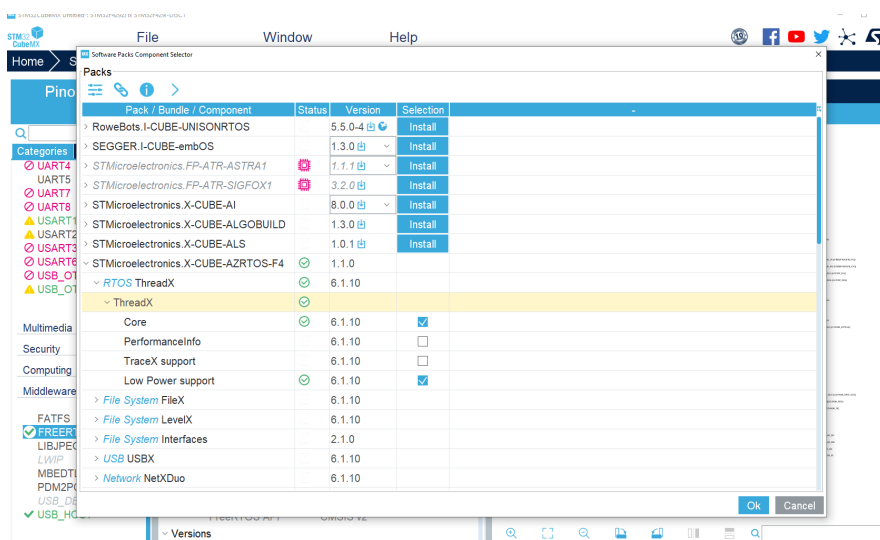 STM32
CubeMX
File
Window
Help
Home
Software Packs Component Selector
Packs
Pack / Bundle / Component Status Version Selection -
RoweBots.I-CUBE-UNISONRTOS 5.5.0-4 Install
SEGGER.I-CUBE-embOS 1.3.0 Install
STMicroelectronics.FP-ATR-ASTRA1 1.1.1 Install
STMicroelectronics.FP-ATR-SIGFOX1 3.2.0 Install
STMicroelectronics.X-CUBE-AI 8.0.0 Install
STMicroelectronics.X-CUBE-ALGOBUILD 1.3.0 Install
STMicroelectronics.X-CUBE-ALS 1.0.1 Install
STMicroelectronics.X-CUBE-AZRTOS-F4 1.1.0
RTOS ThreadX 6.1.10
ThreadX
Core 6.1.10
PerformanceInfo 6.1.10
TraceX support 6.1.10
Low Power support 6.1.10
File System FileX 6.1.10
File System LevelX 6.1.10
File System Interfaces 2.1.0
USB USBX 6.1.10
Network NetXDuo 6.1.10
Ok
Cancel
Pino
Categories
UART4
UART5
UART7
UART8
USART1
USART2
USART3
USART6
USB_OT
USB_OT
Multimedia
Security
Computing
Middleware
FATFS
FREERT
LIBJPEG
LWIP
MBEDTL
PDM2PC
USB_DE
USB_HOST
Versions